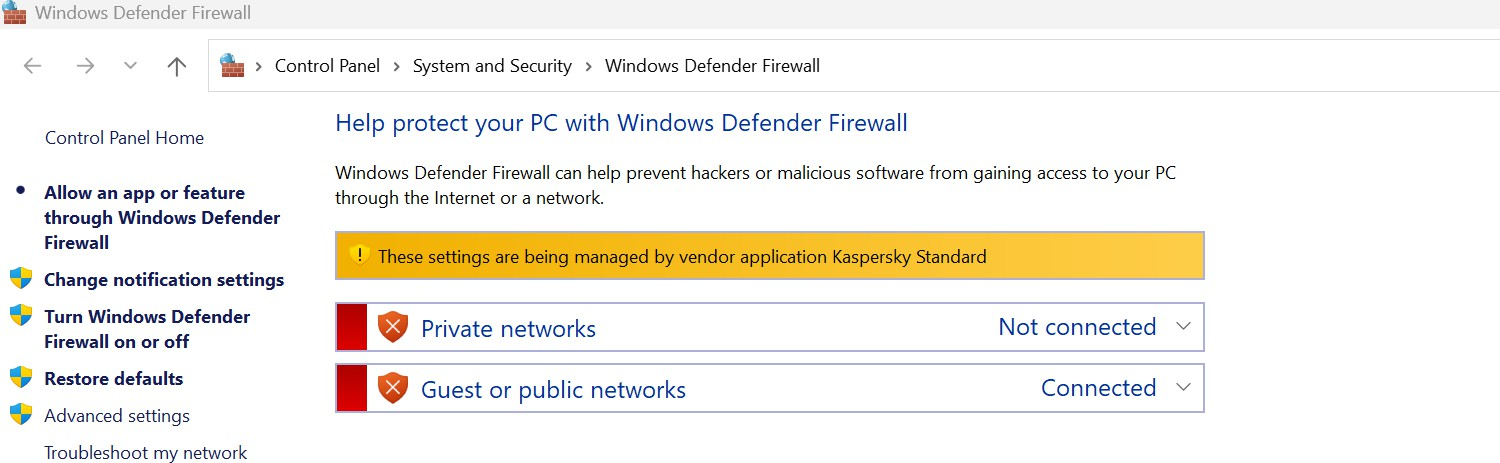 Windows Defender Firewall
Control Panel > System and Security > Windows Defender Firewall
Control Panel Home
Allow an app or feature
through Windows Defender
Firewall
Change notification settings
Turn Windows Defender
Firewall on or off
Restore defaults
Advanced settings
Troubleshoot my network
Help protect your PC with Windows Defender Firewall
Windows Defender Firewall can help prevent hackers or malicious software from gaining access to your PC
through the Internet or a network.
These settings are being managed by vendor application Kaspersky Standard
Private networks Not connected
Guest or public networks Connected